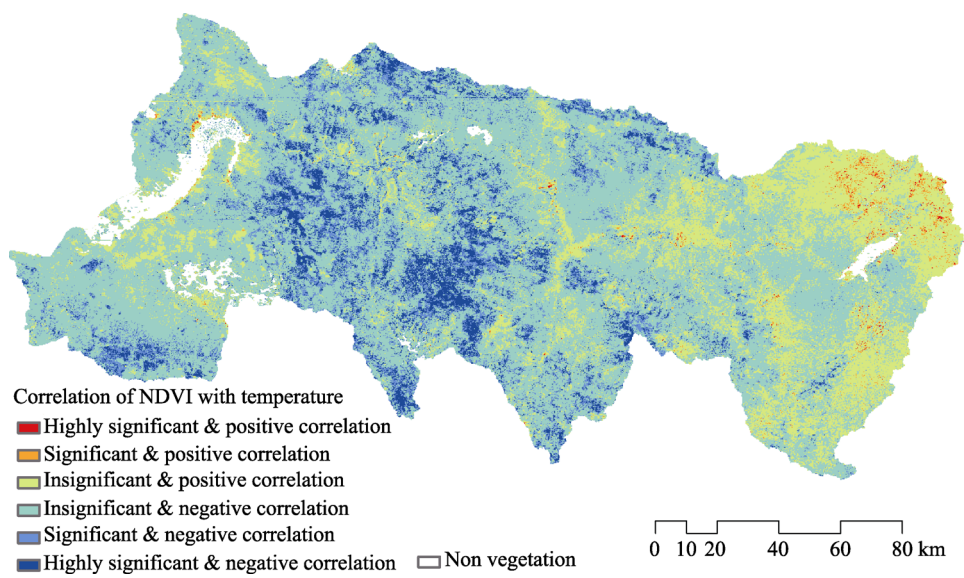 Correlation of NDVI with temperature
Highly significant & positive correlation
Significant & positive correlation
Insignificant & positive correlation
Insignificant & negative correlation
Significant & negative correlation
Highly significant & negative correlation
Non vegetation
0 10 20 40 60 80 km